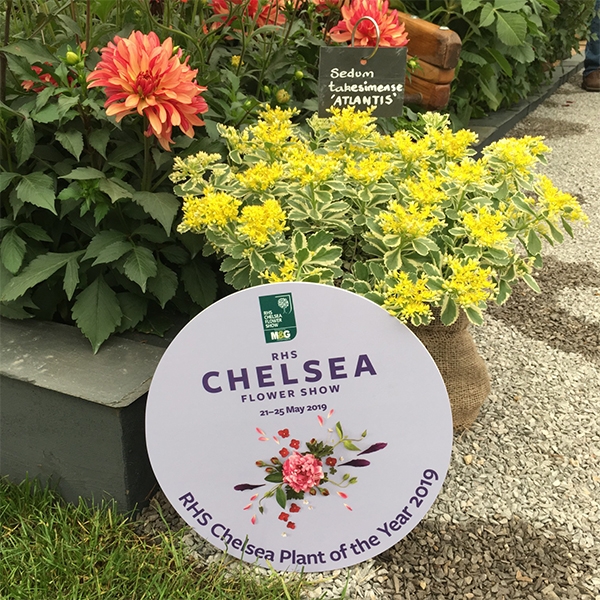 Sedum
takesimense
'ATLANTIS'
RHS
CHELSEA
FLOWER
SHOW
M&G
RHS
CHELSEA
FLOWER SHOW
21–25 May 2019
RHS Chelsea Plant of the Year 2019